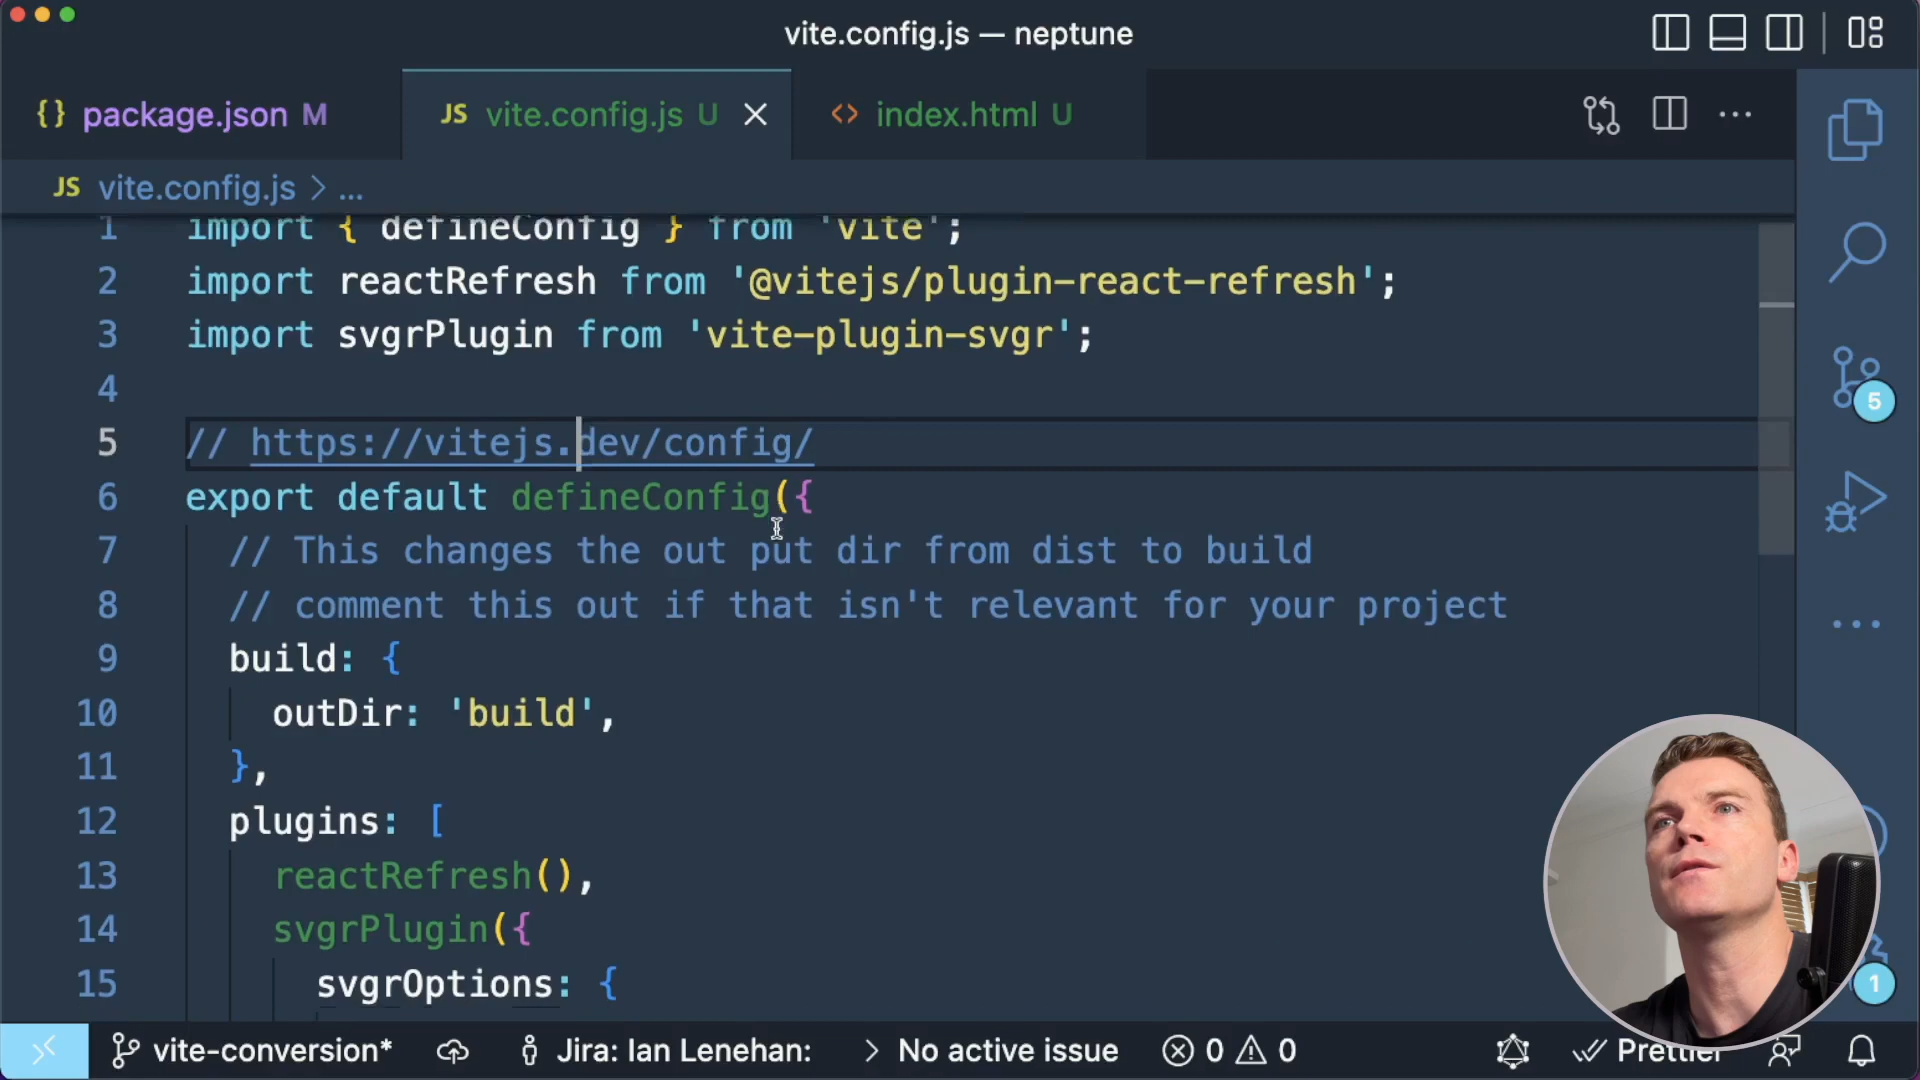 vite.config.js — neptune
{} package.json M
JS vite.config.js U
<> index.html U
JS vite.config.js > ...
1 import { defineConfig } from 'vite';
2 import reactRefresh from '@vitejs/plugin-react-refresh';
3 import svgrPlugin from 'vite-plugin-svgr';
4
5 // https://vitejs.dev/config/
6 export default defineConfig({
7 // This changes the out put dir from dist to build
8 // comment this out if that isn't relevant for your project
9 build: {
10 outDir: 'build',
11 },
12 plugins: [
13 reactRefresh(),
14 svgrPlugin({
15 svgrOptions: {
5
1
vite-conversion* Jira: Ian Lenehan: > No active issue 0 0 Prettier